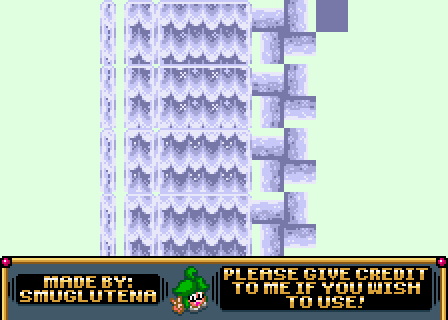 MADE BY:
SMUGLUTENA
PLEASE GIVE CREDIT
TO ME IF YOU WISH
TO USE!